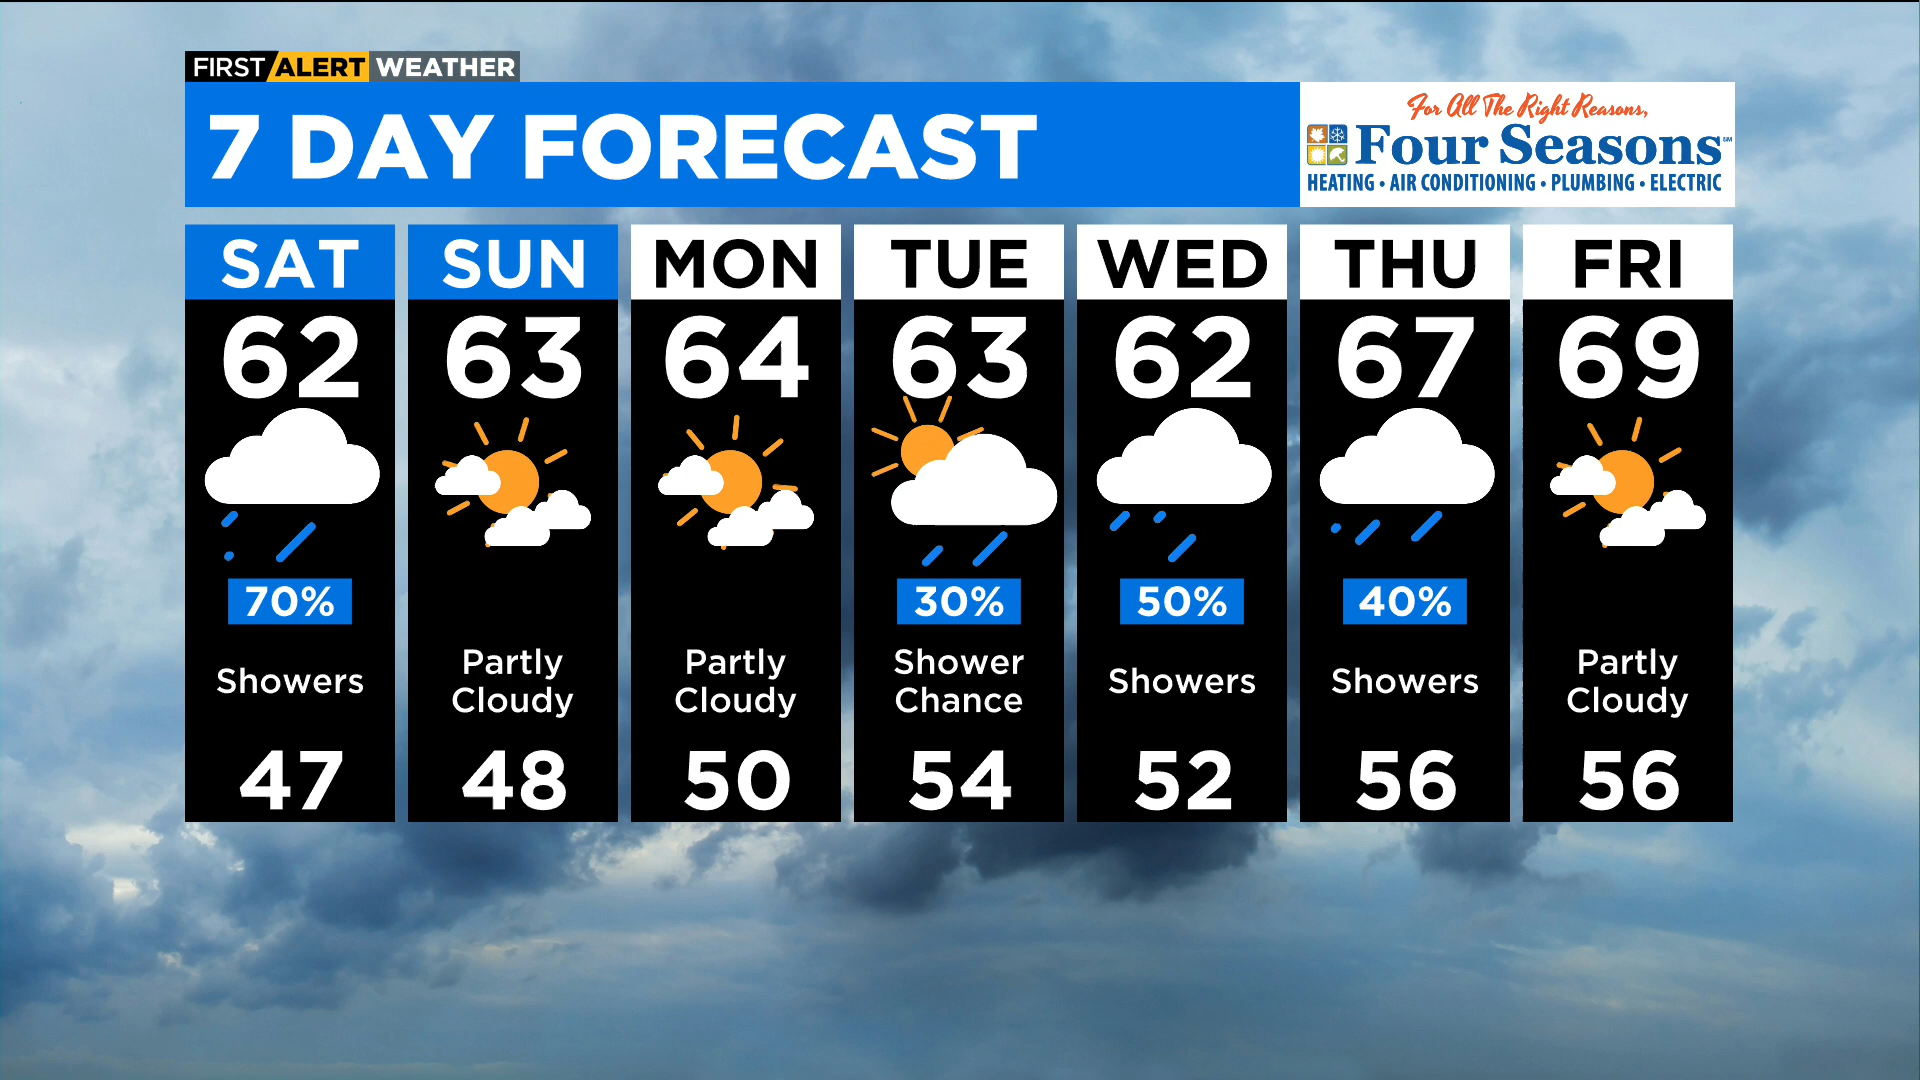 FIRST ALERT WEATHER
7 DAY FORECAST
For All The Right Reasons,
Four Seasons℠
HEATING • AIR CONDITIONING • PLUMBING • ELECTRIC
SAT SUN MON TUE WED THU FRI
62 63 64 63 62 67 69
70% 30% 50% 40%
Showers Partly Cloudy Partly Cloudy Shower Chance Showers Showers Partly Cloudy
47 48 50 54 52 56 56